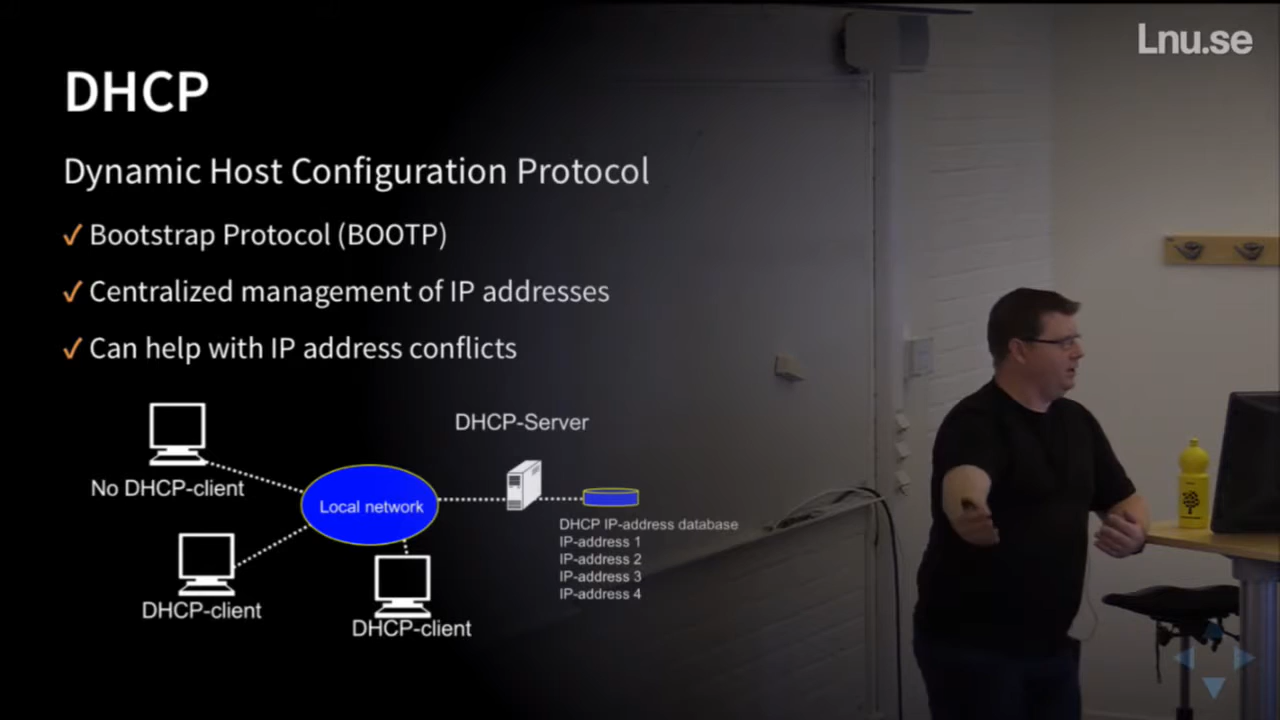 Lnu.se
DHCP
Dynamic Host Configuration Protocol
✓ Bootstrap Protocol (BOOTP)
✓ Centralized management of IP addresses
✓ Can help with IP address conflicts
DHCP-Server
No DHCP-client
Local network
DHCP IP-address database
IP-address 1
IP-address 2
IP-address 3
IP-address 4
DHCP-client
DHCP-client